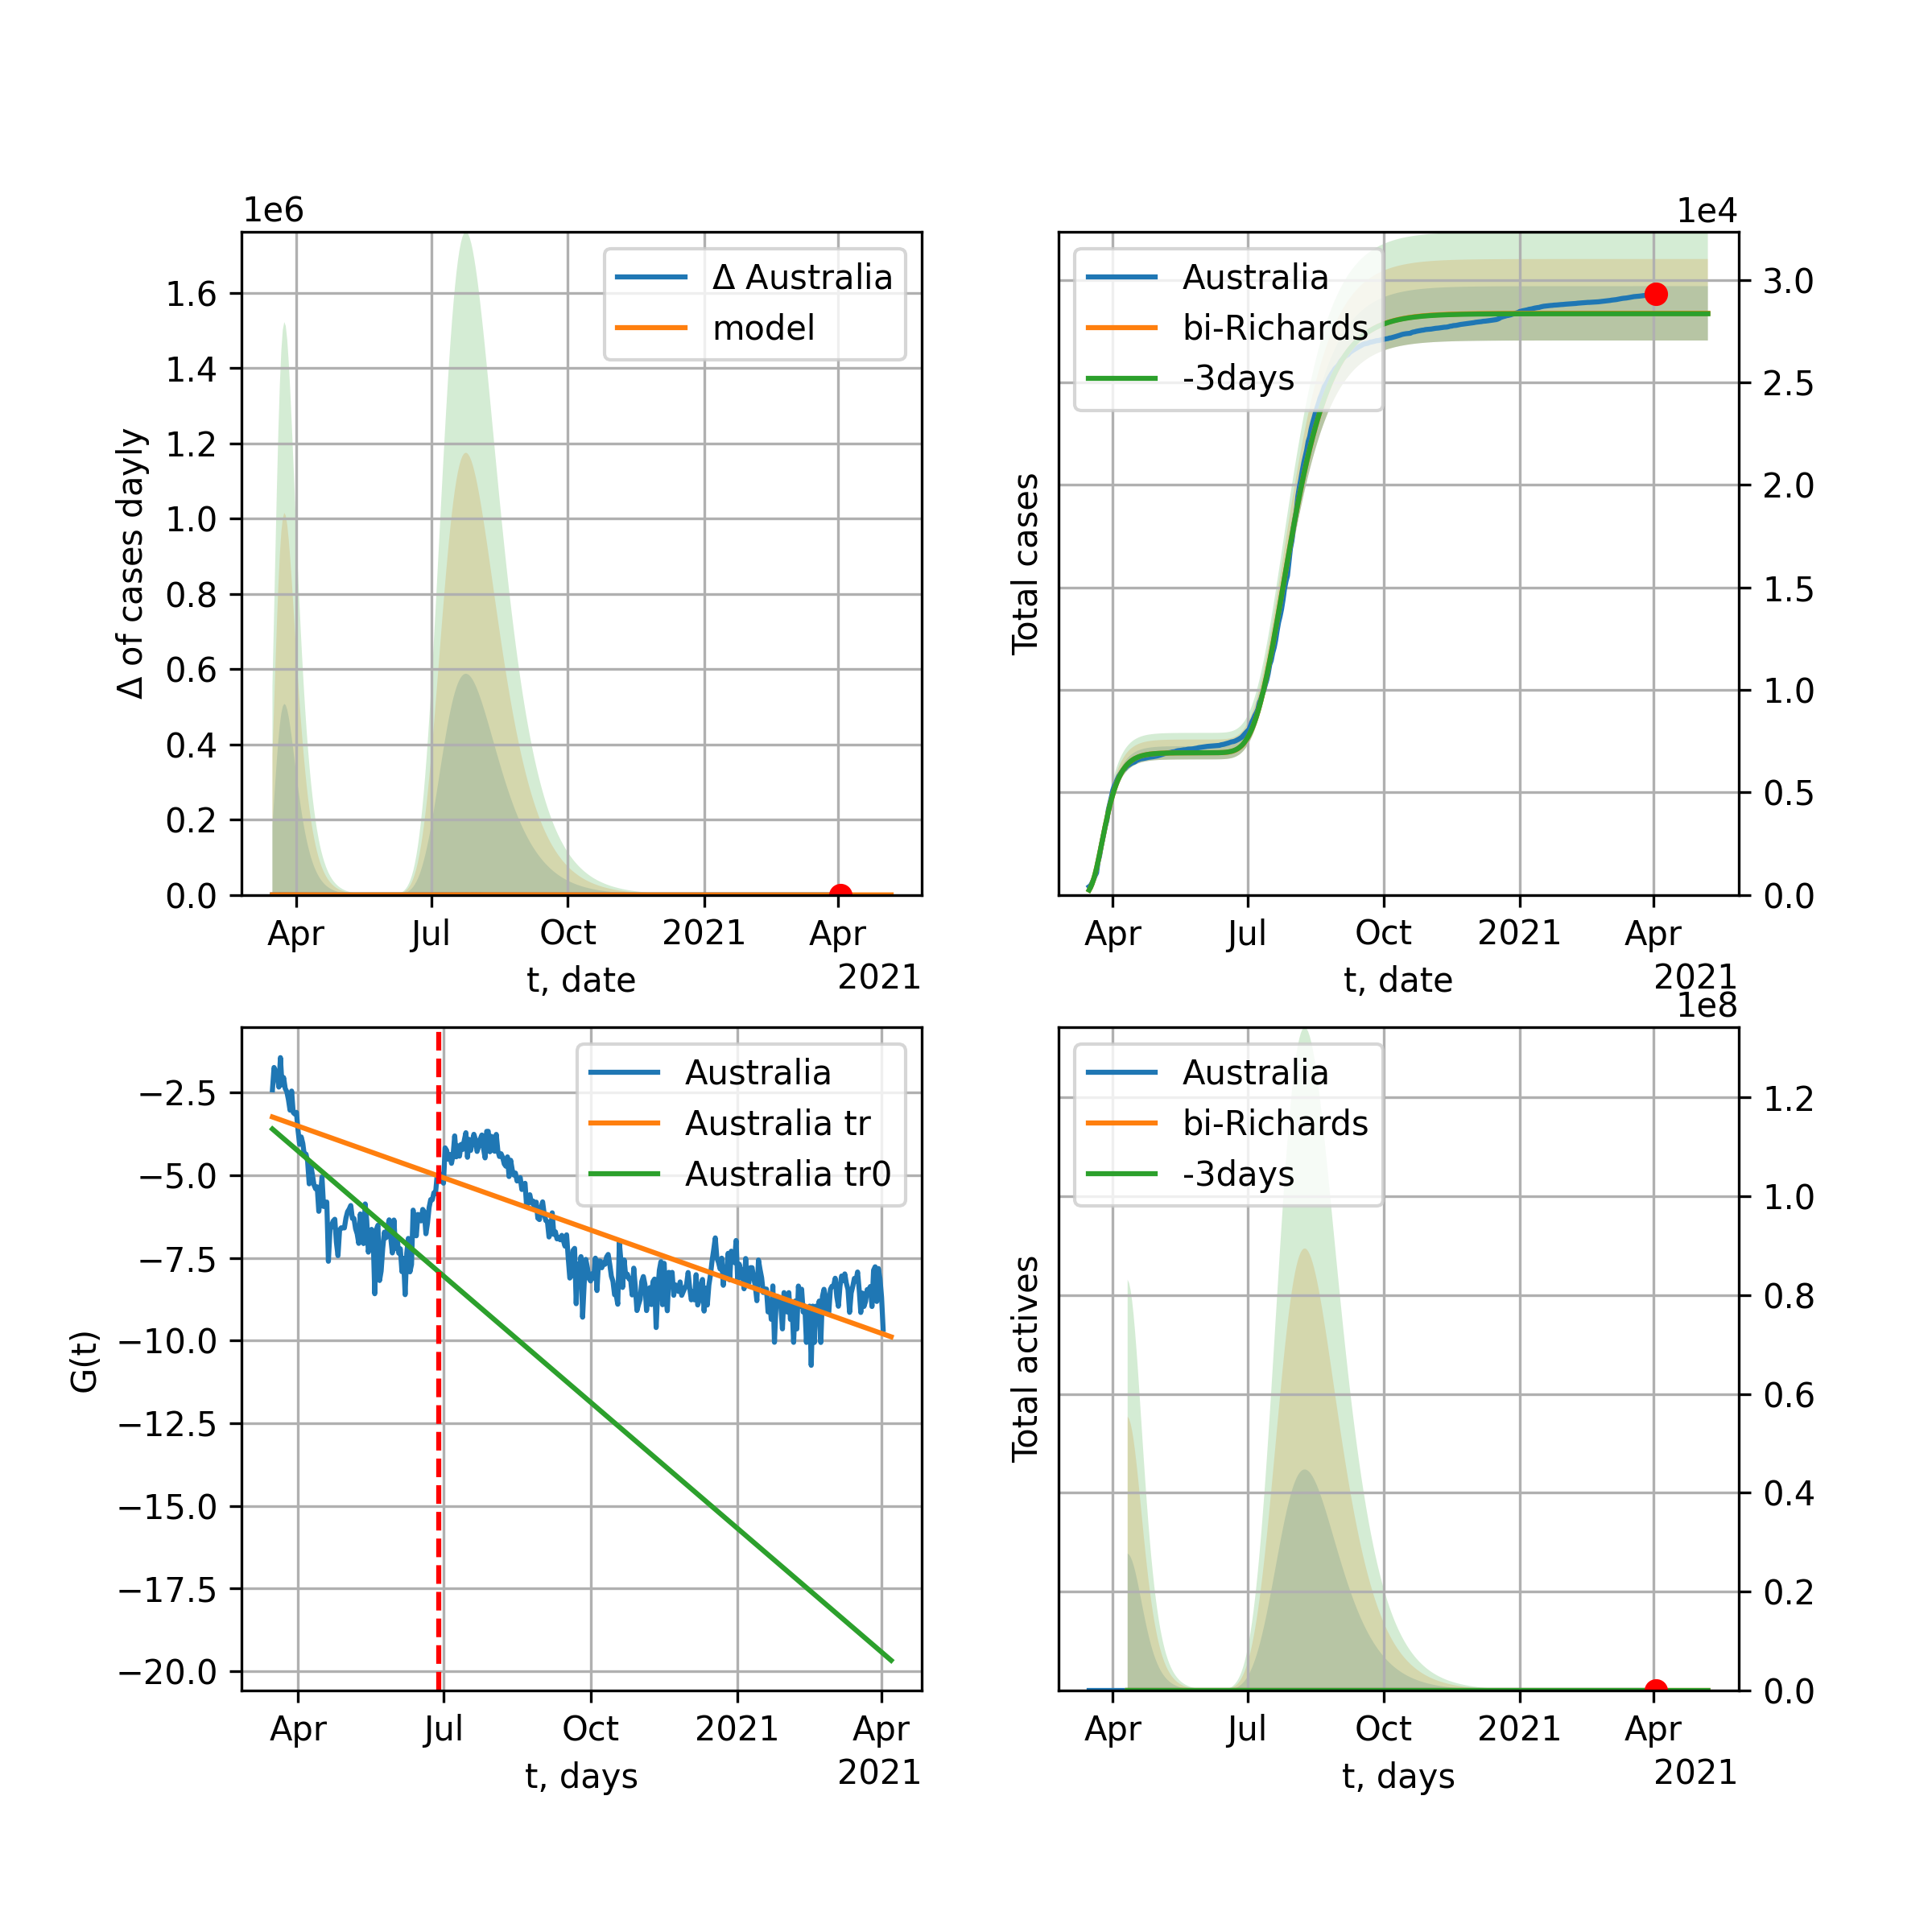 1e6
Δ of cases dayly
1.6
1.4
1.2
1.0
0.8
0.6
0.4
0.2
0.0
Δ Australia
model
Apr
Jul
Oct
2021
Apr
t, date
2021
1e4
Total cases
Australia
bi-Richards
-3days
3.0
2.5
2.0
1.5
1.0
0.5
0.0
Apr
Jul
Oct
2021
Apr
t, date
2021
G(t)
−2.5
−5.0
−7.5
−10.0
−12.5
−15.0
−17.5
−20.0
Australia
Australia tr
Australia tr0
Apr
Jul
Oct
2021
Apr
t, days
2021
1e8
Total actives
Australia
bi-Richards
-3days
1.2
1.0
0.8
0.6
0.4
0.2
0.0
Apr
Jul
Oct
2021
Apr
t, days
2021